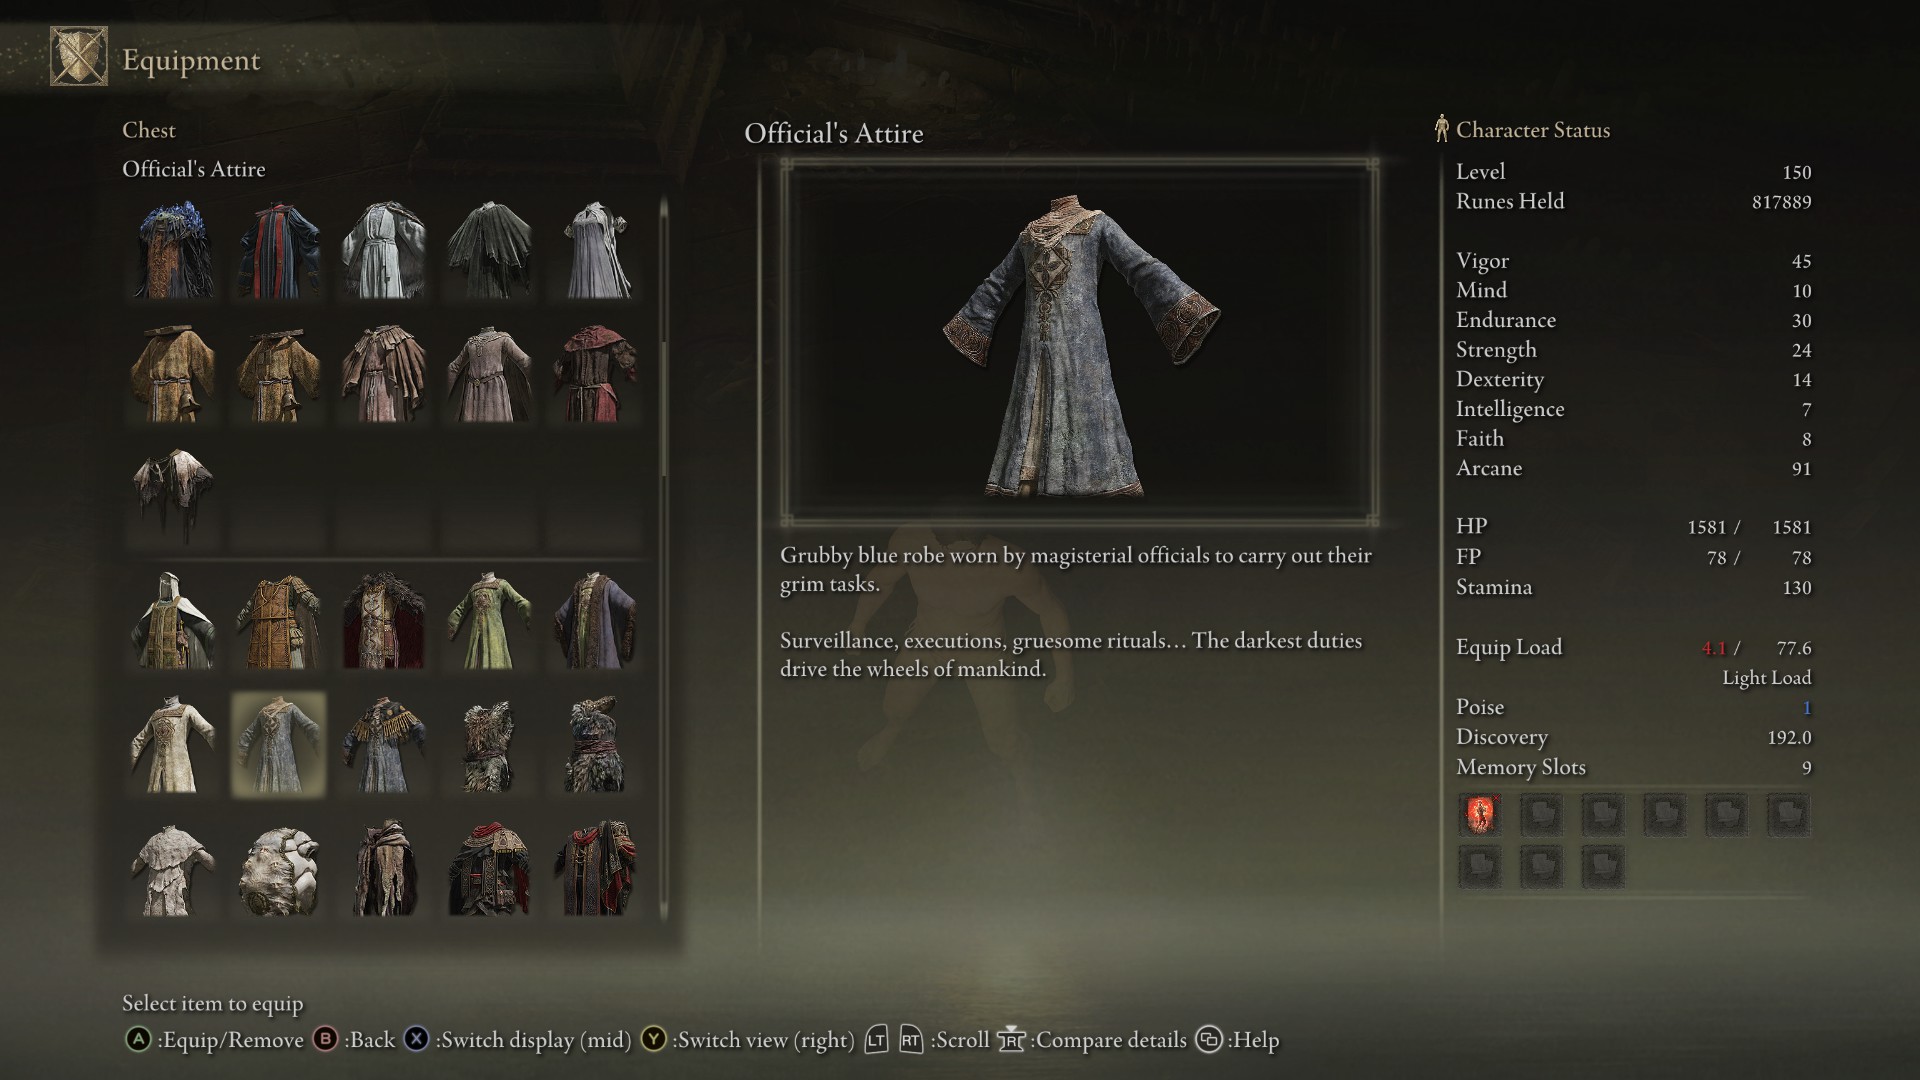 Equipment
Chest
Official's Attire
Official's Attire
Grubby blue robe worn by magisterial officials to carry out their
grim tasks.
Surveillance, executions, gruesome rituals... The darkest duties
drive the wheels of mankind.
Character Status
Level 150
Runes Held 817889
Vigor 45
Mind 10
Endurance 30
Strength 24
Dexterity 14
Intelligence 7
Faith 8
Arcane 91
HP 1581 / 1581
FP 78 / 78
Stamina 130
Equip Load 4.1 / 77.6
Light Load
Poise 1
Discovery 192.0
Memory Slots 9
Select item to equip
A :Equip/Remove B :Back X :Switch display (mid) Y :Switch view (right) LT RT :Scroll R :Compare details :Help